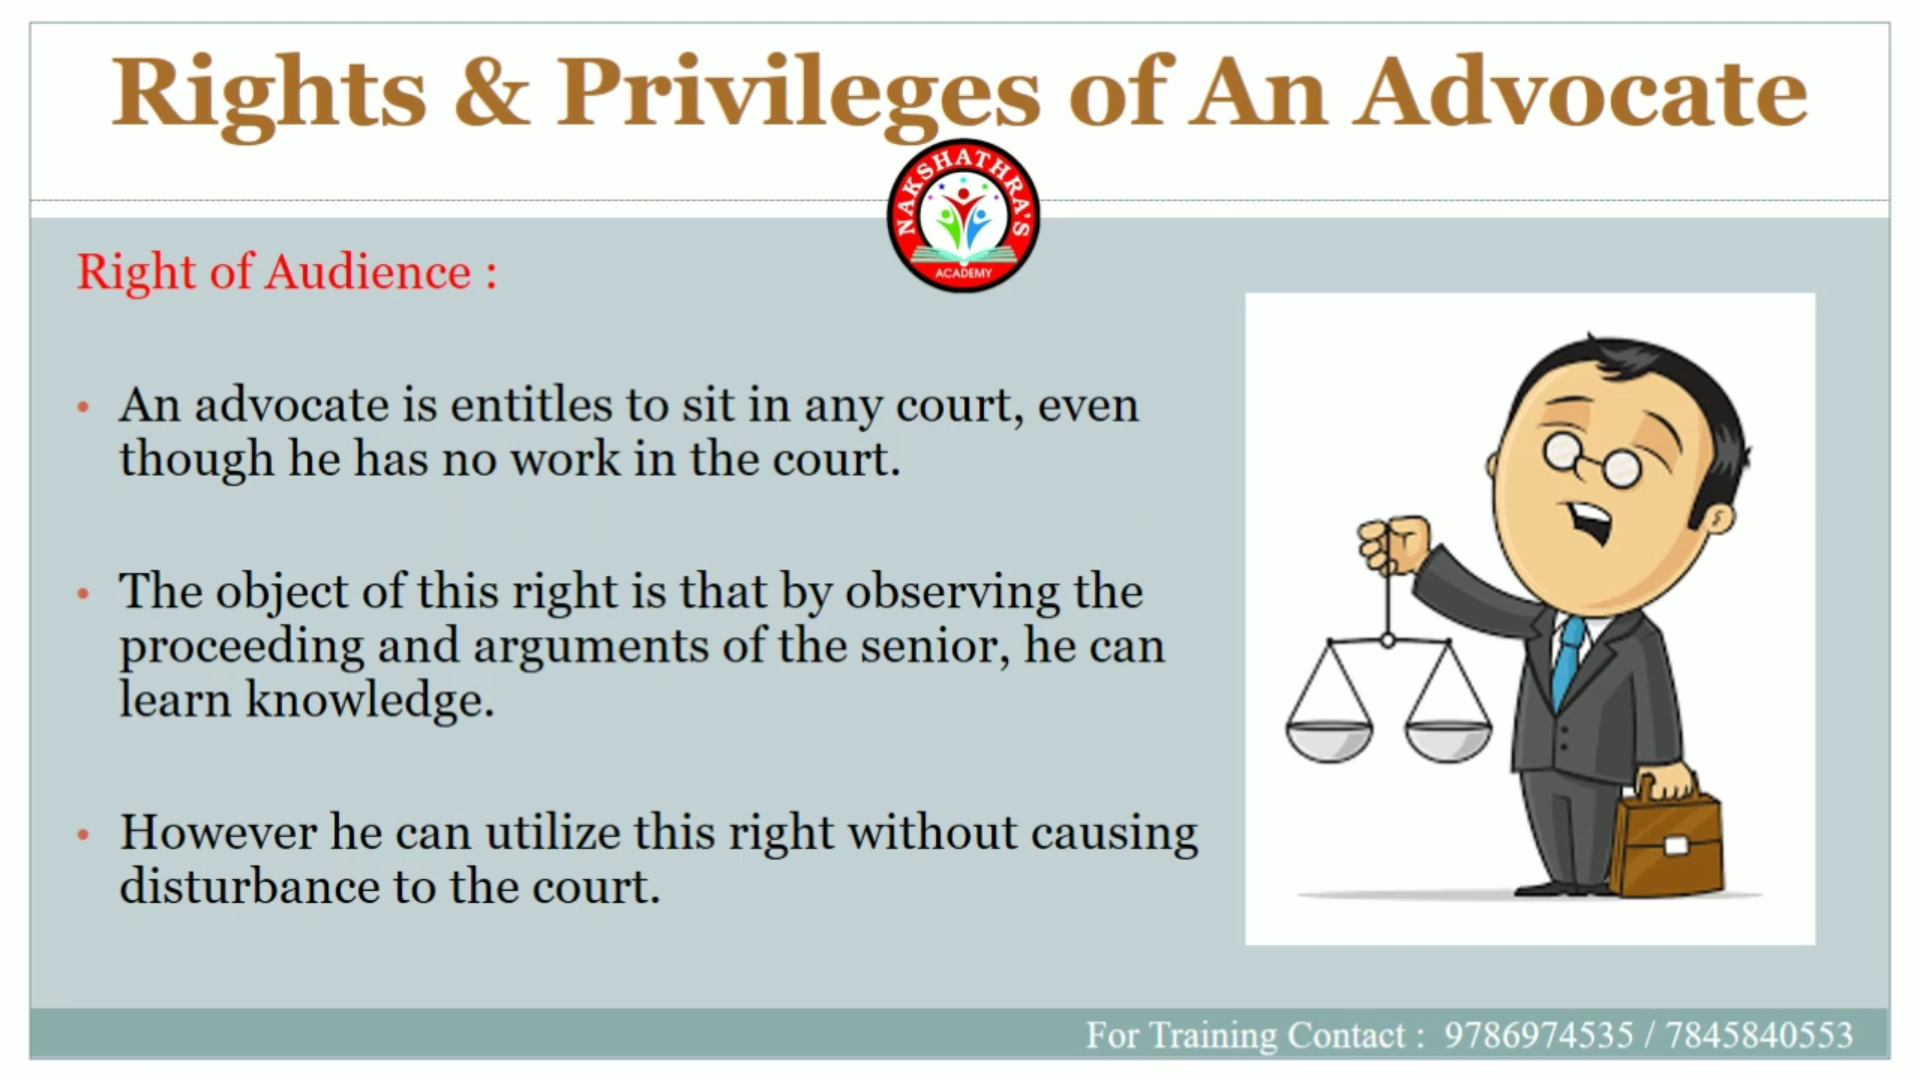 Rights & Privileges of An Advocate
NAKSHATHRA'S
ACADEMY
Right of Audience :
• An advocate is entitles to sit in any court, even
though he has no work in the court.
• The object of this right is that by observing the
proceeding and arguments of the senior, he can
learn knowledge.
• However he can utilize this right without causing
disturbance to the court.
For Training Contact : 9786974535 / 7845840553